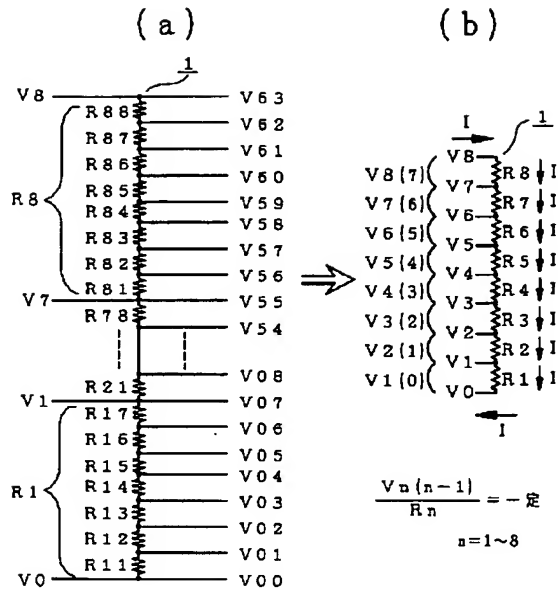 (a)
1
V8
R88
V63
R87
V62
R86
V61
R85
V60
R8
R84
V59
R83
V58
R82
V57
R81
V56
V7
V55
R78
V54
V08
R21
V1
V07
R17
V06
R16
V05
R15
V04
R1
R14
V03
R13
V02
R12
V01
R11
V0
V00
(b)
I
1
V8
V8(7)
R8
I
V7
V7(6)
R7
I
V6
V6(5)
R6
I
V5
V5(4)
R5
I
V4
V4(3)
R4
I
V3
V3(2)
R3
I
V2
V2(1)
R2
I
V1
V1(0)
R1
I
V0
I
Vn(n-1)
Rn
=一定
n=1~8